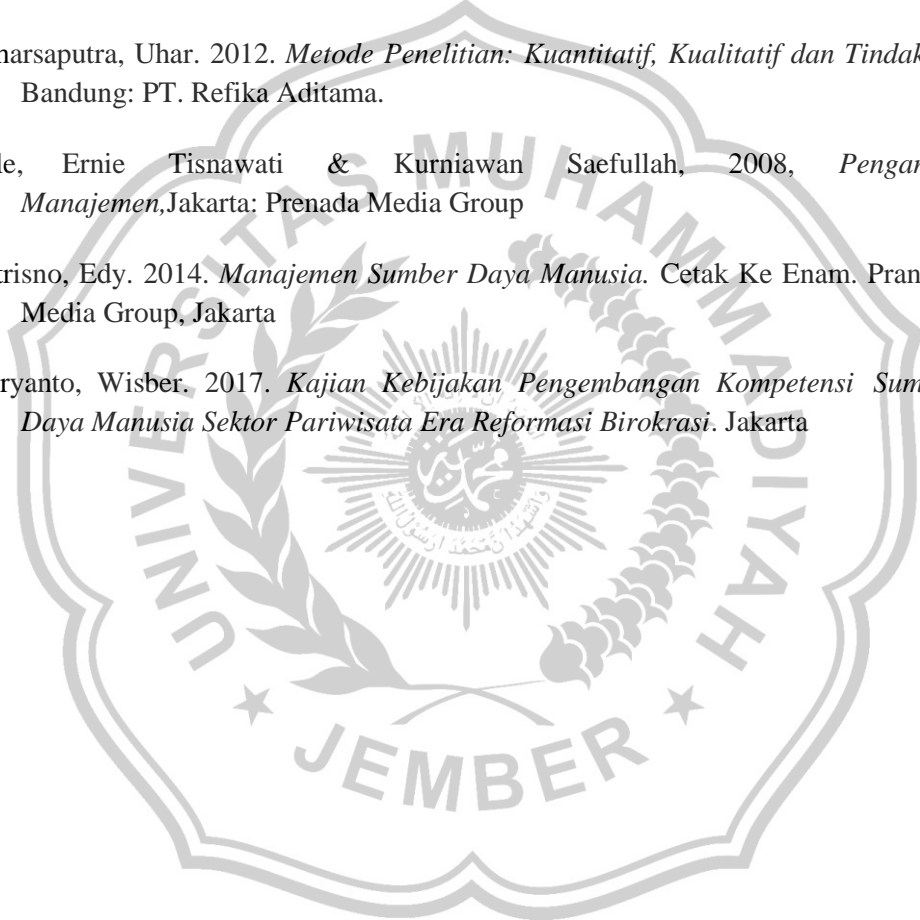 harsaputra, Uhar. 2012. Metode Penelitian: Kuantitatif, Kualitatif dan Tindak
Bandung: PT. Refika Aditama.
le, Ernie Tisnawati & Kurniawan Saefullah, 2008, Pengan
Manajemen,Jakarta: Prenada Media Group
trisno, Edy. 2014. Manajemen Sumber Daya Manusia. Cetak Ke Enam. Pran
Media Group, Jakarta
ryanto, Wisber. 2017. Kajian Kebijakan Pengembangan Kompetensi Sum
Daya Manusia Sektor Pariwisata Era Reformasi Birokrasi. Jakarta
UNIVERSITAS MUHAMMADIYAH
JEMBER